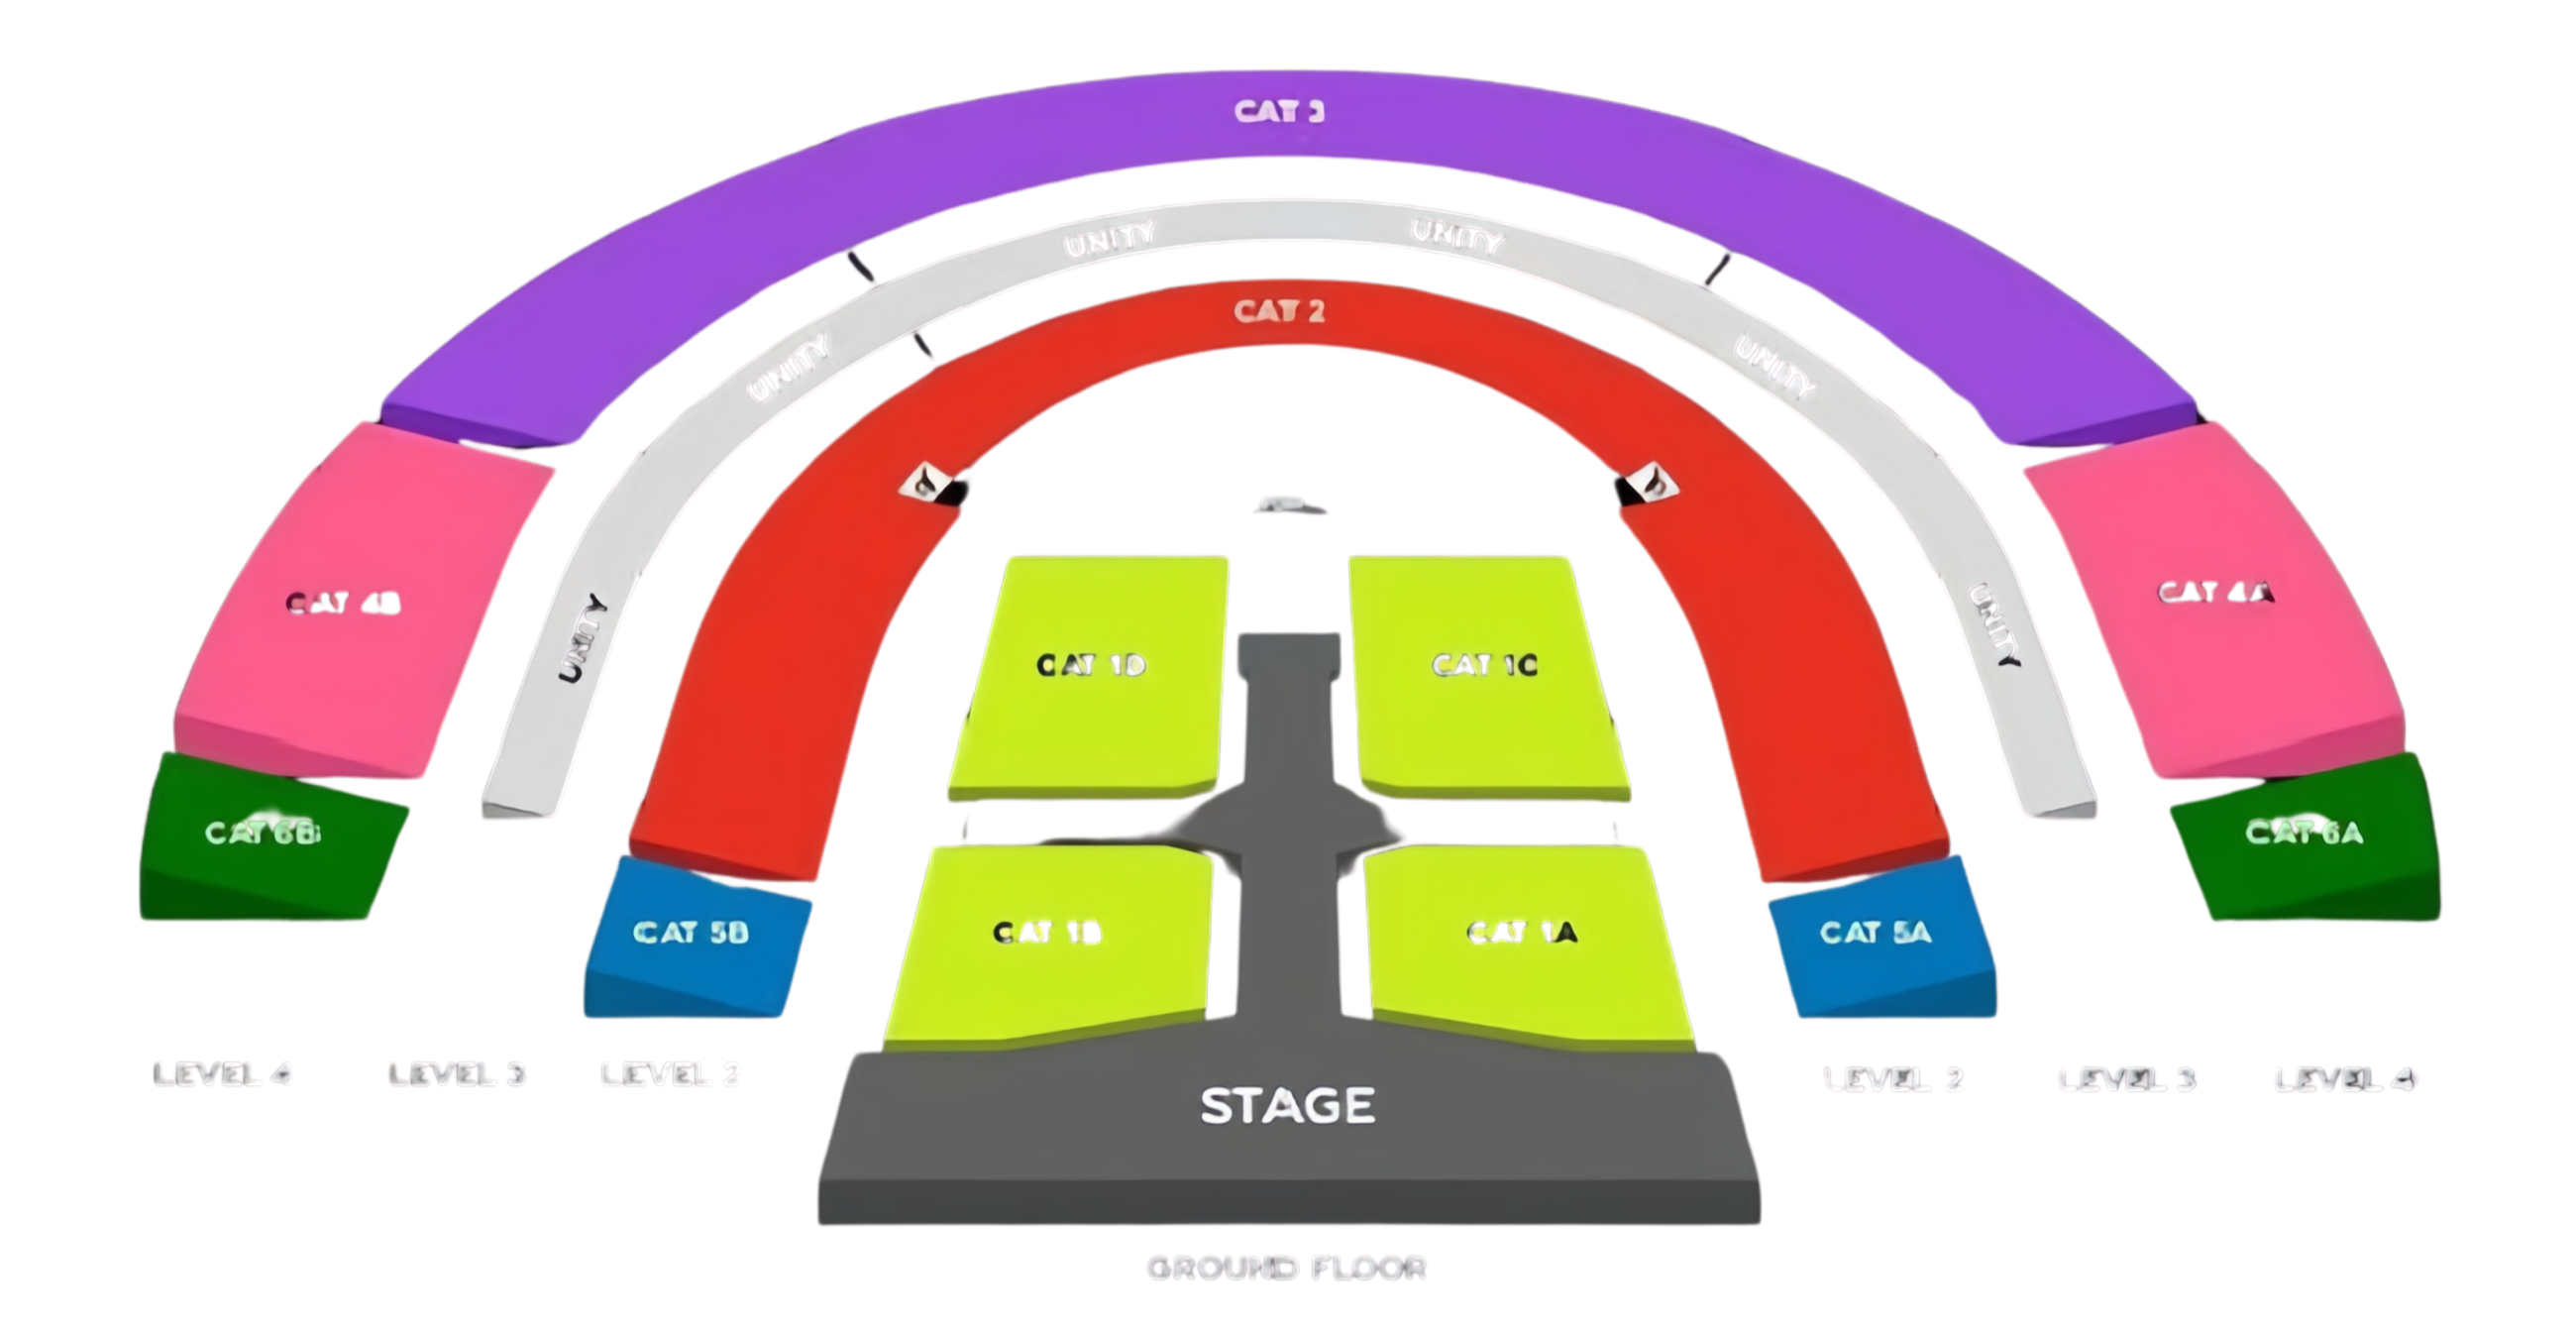 CAT 3
UNITY
UNITY
CAT 2
UNITY
UNITY
CAT 4B
CAT 4A
UNITY
UNITY
CAT 1D
CAT 1C
CAT 6B
CAT 6A
CAT 5B
CAT 1B
CAT 1A
CAT 5A
LEVEL 4
LEVEL 3
LEVEL 2
LEVEL 2
LEVEL 3
LEVEL 4
STAGE
GROUND FLOOR